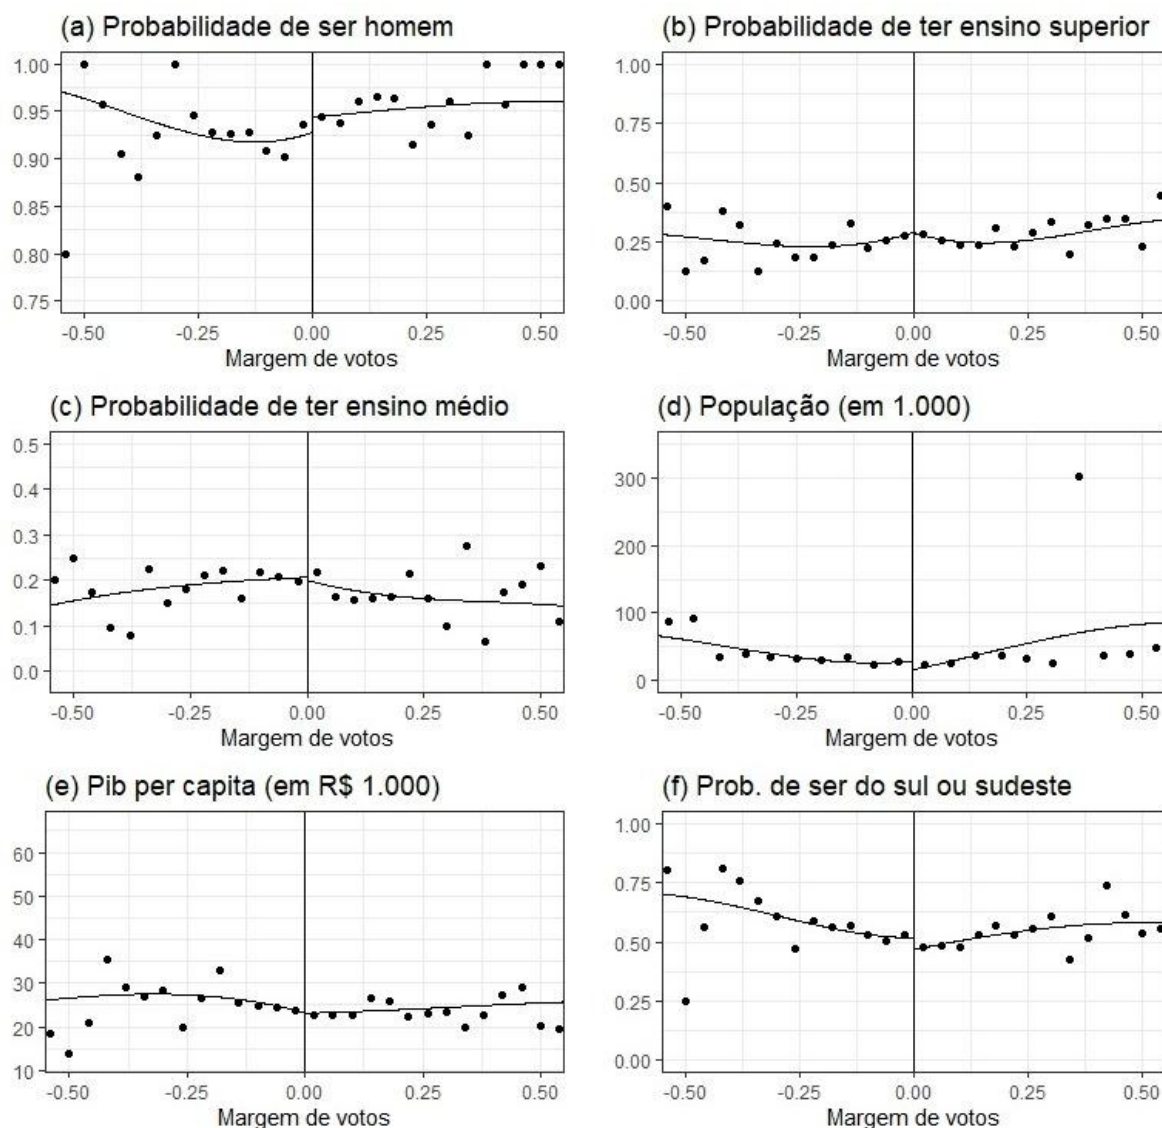 (a) Probabilidade de ser homem
1.00
0.95
0.90
0.85
0.80
0.75
-0.50 -0.25 0.00 0.25 0.50
Margem de votos
(b) Probabilidade de ter ensino superior
1.00
0.75
0.50
0.25
0.00
-0.50 -0.25 0.00 0.25 0.50
Margem de votos
(c) Probabilidade de ter ensino médio
0.5
0.4
0.3
0.2
0.1
0.0
-0.50 -0.25 0.00 0.25 0.50
Margem de votos
(d) População (em 1.000)
300
200
100
0
-0.50 -0.25 0.00 0.25 0.50
Margem de votos
(e) Pib per capita (em R$ 1.000)
60
50
40
30
20
10
-0.50 -0.25 0.00 0.25 0.50
Margem de votos
(f) Prob. de ser do sul ou sudeste
1.00
0.75
0.50
0.25
0.00
-0.50 -0.25 0.00 0.25 0.50
Margem de votos